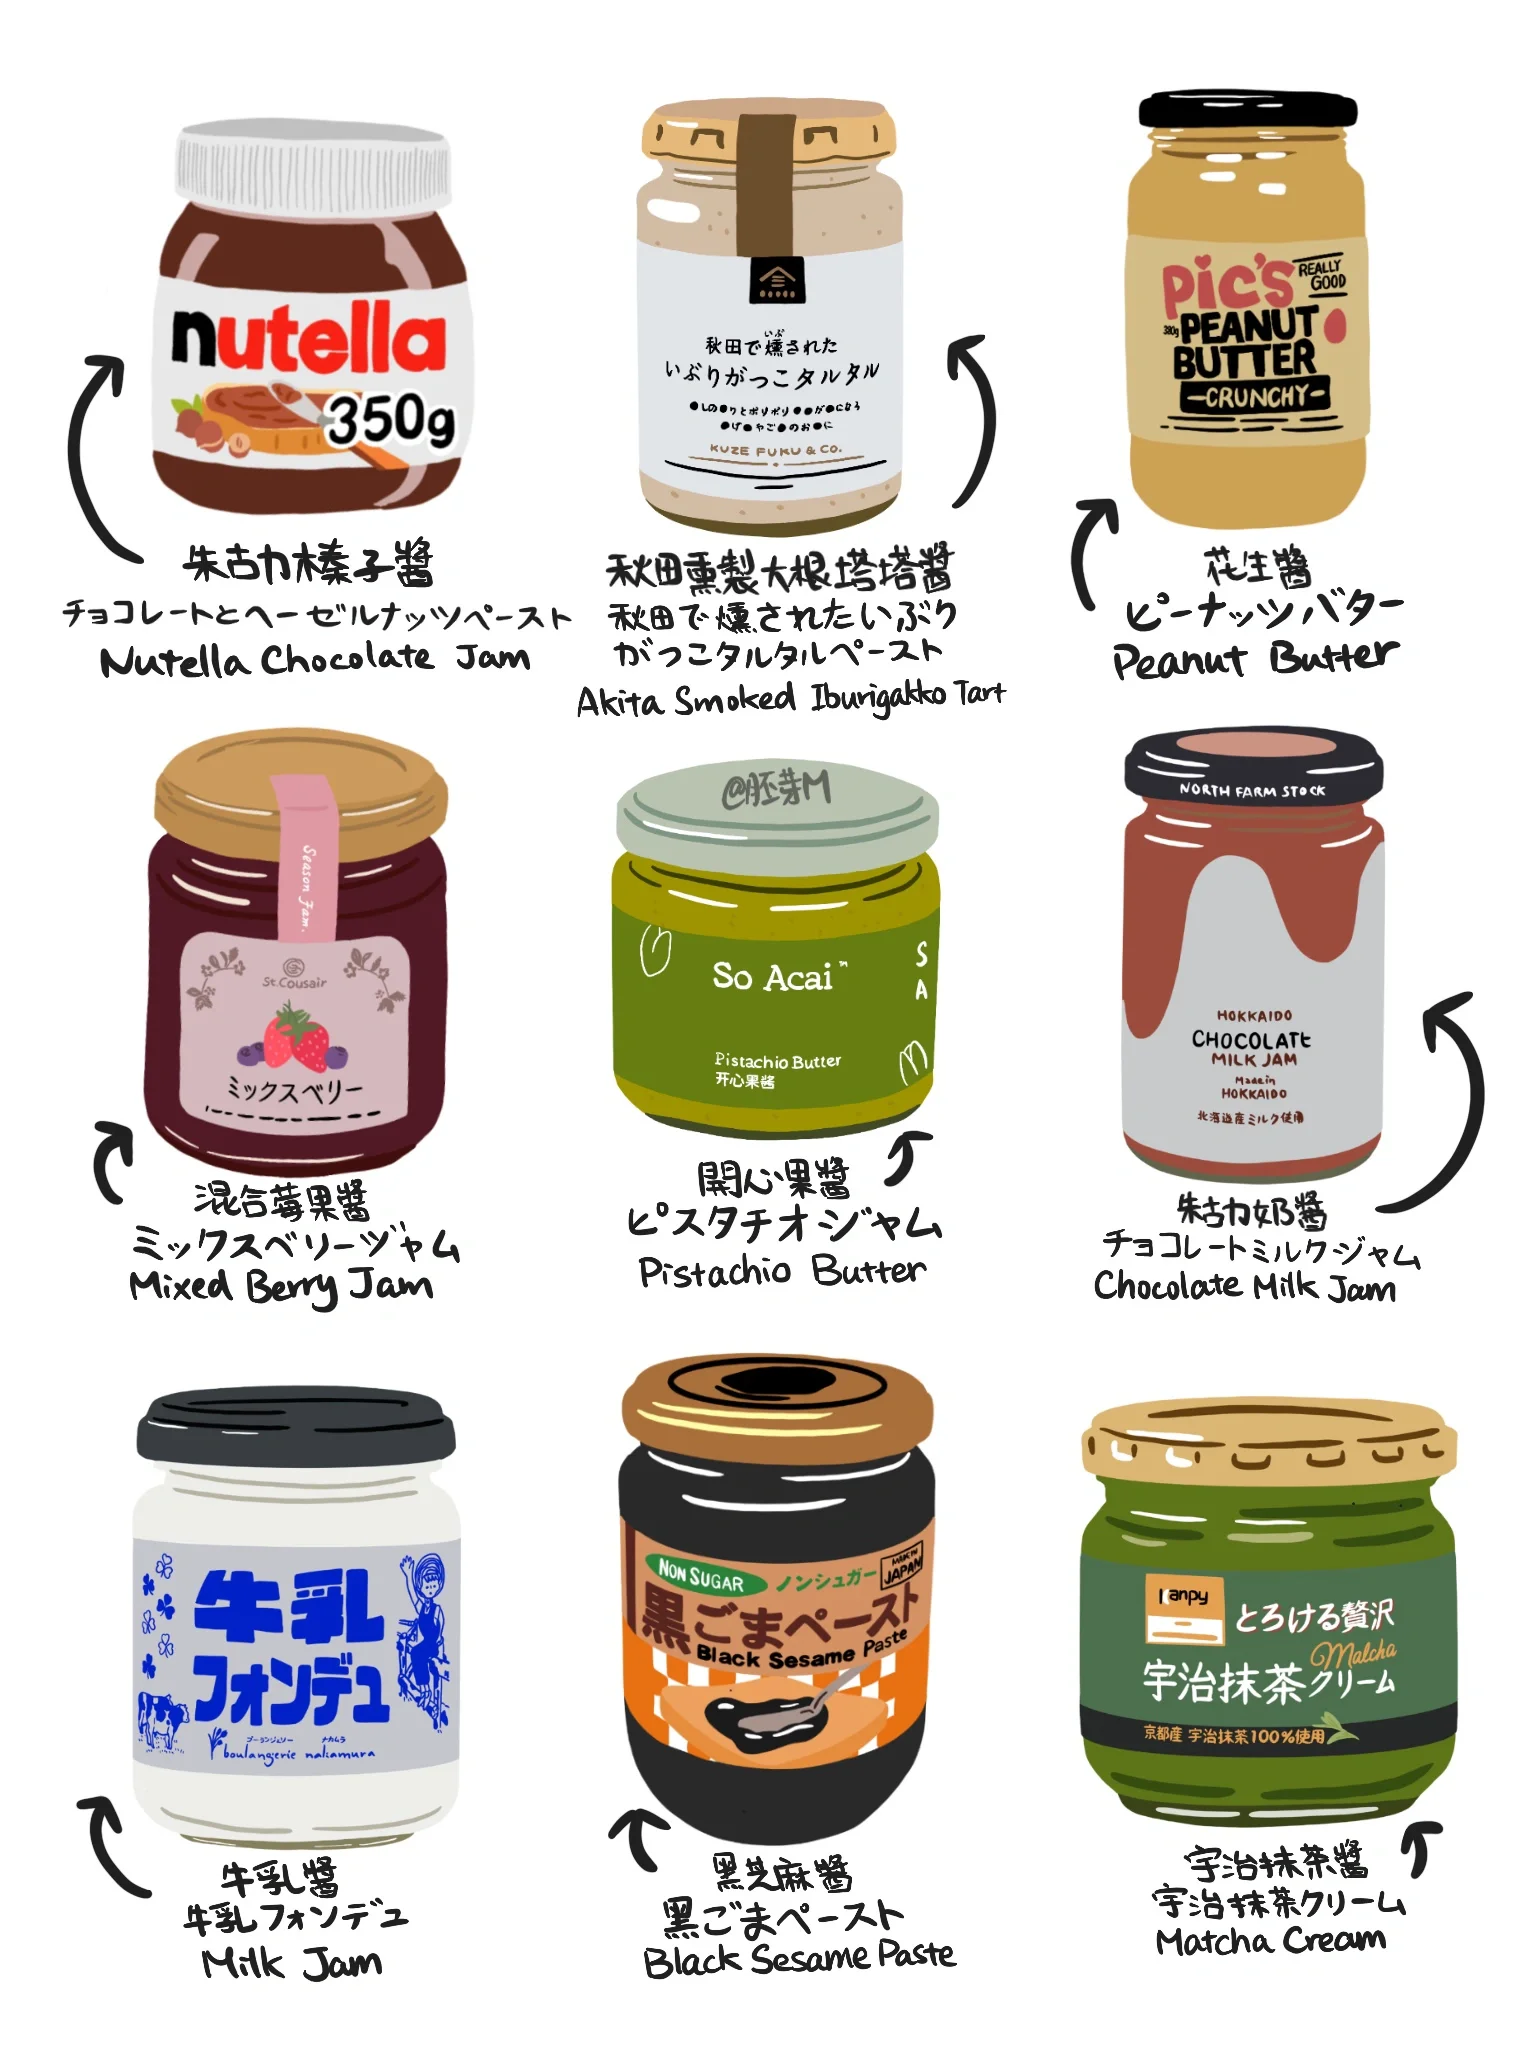 nutella
350g
朱古力榛子醬
チョコレートとヘーゼルナッツペースト
Nutella Chocolate Jam
いぶ
秋田で燻された
いぶりがっこタルタル
KUZE FUKU & CO.
秋田熏製大根塔塔醬
秋田で燻されたいぶり
がっこタルタルペースト
Akita Smoked Iburigakko Tart
Pic's REALLY GOOD
380g PEANUT
BUTTER
CRUNCHY
花生醬
ピーナッツバター
Peanut Butter
Season Jam.
St.Cousair
ミックスベリー
混合莓果醬
ミックスベリージャム
Mixed Berry Jam
@胚芽M
So Acai™
S
A
Pistachio Butter
开心果酱
開心果醬
ピスタチオジャム
Pistachio Butter
NORTH FARM STOCK
HOKKAIDO
CHOCOLATE
MILK JAM
Made in
HOKKAIDO
北海道産ミルク使用
朱古力奶醬
チョコレートミルクジャム
Chocolate Milk Jam
牛乳
フォンデュ
ブーランジェリー ナカムラ
boulangerie nakamura
牛乳醬
牛乳フォンデュ
Milk Jam
NON SUGAR ノンシュガー MADE IN JAPAN
黒ごまペースト
Black Sesame Paste
黑芝麻醬
黒ごまペースト
Black Sesame Paste
Kanpy
とろける贅沢
Matcha
宇治抹茶クリーム
京都産 宇治抹茶100%使用
宇治抹茶醬
宇治抹茶クリーム
Matcha Cream